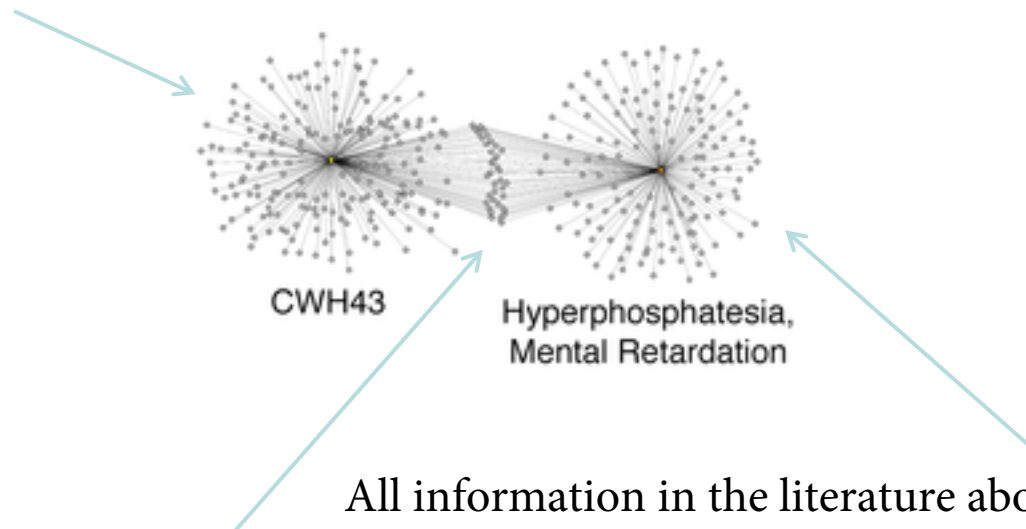 CWH43
Hyperphosphatesia,
Mental Retardation
All information in the literature abo